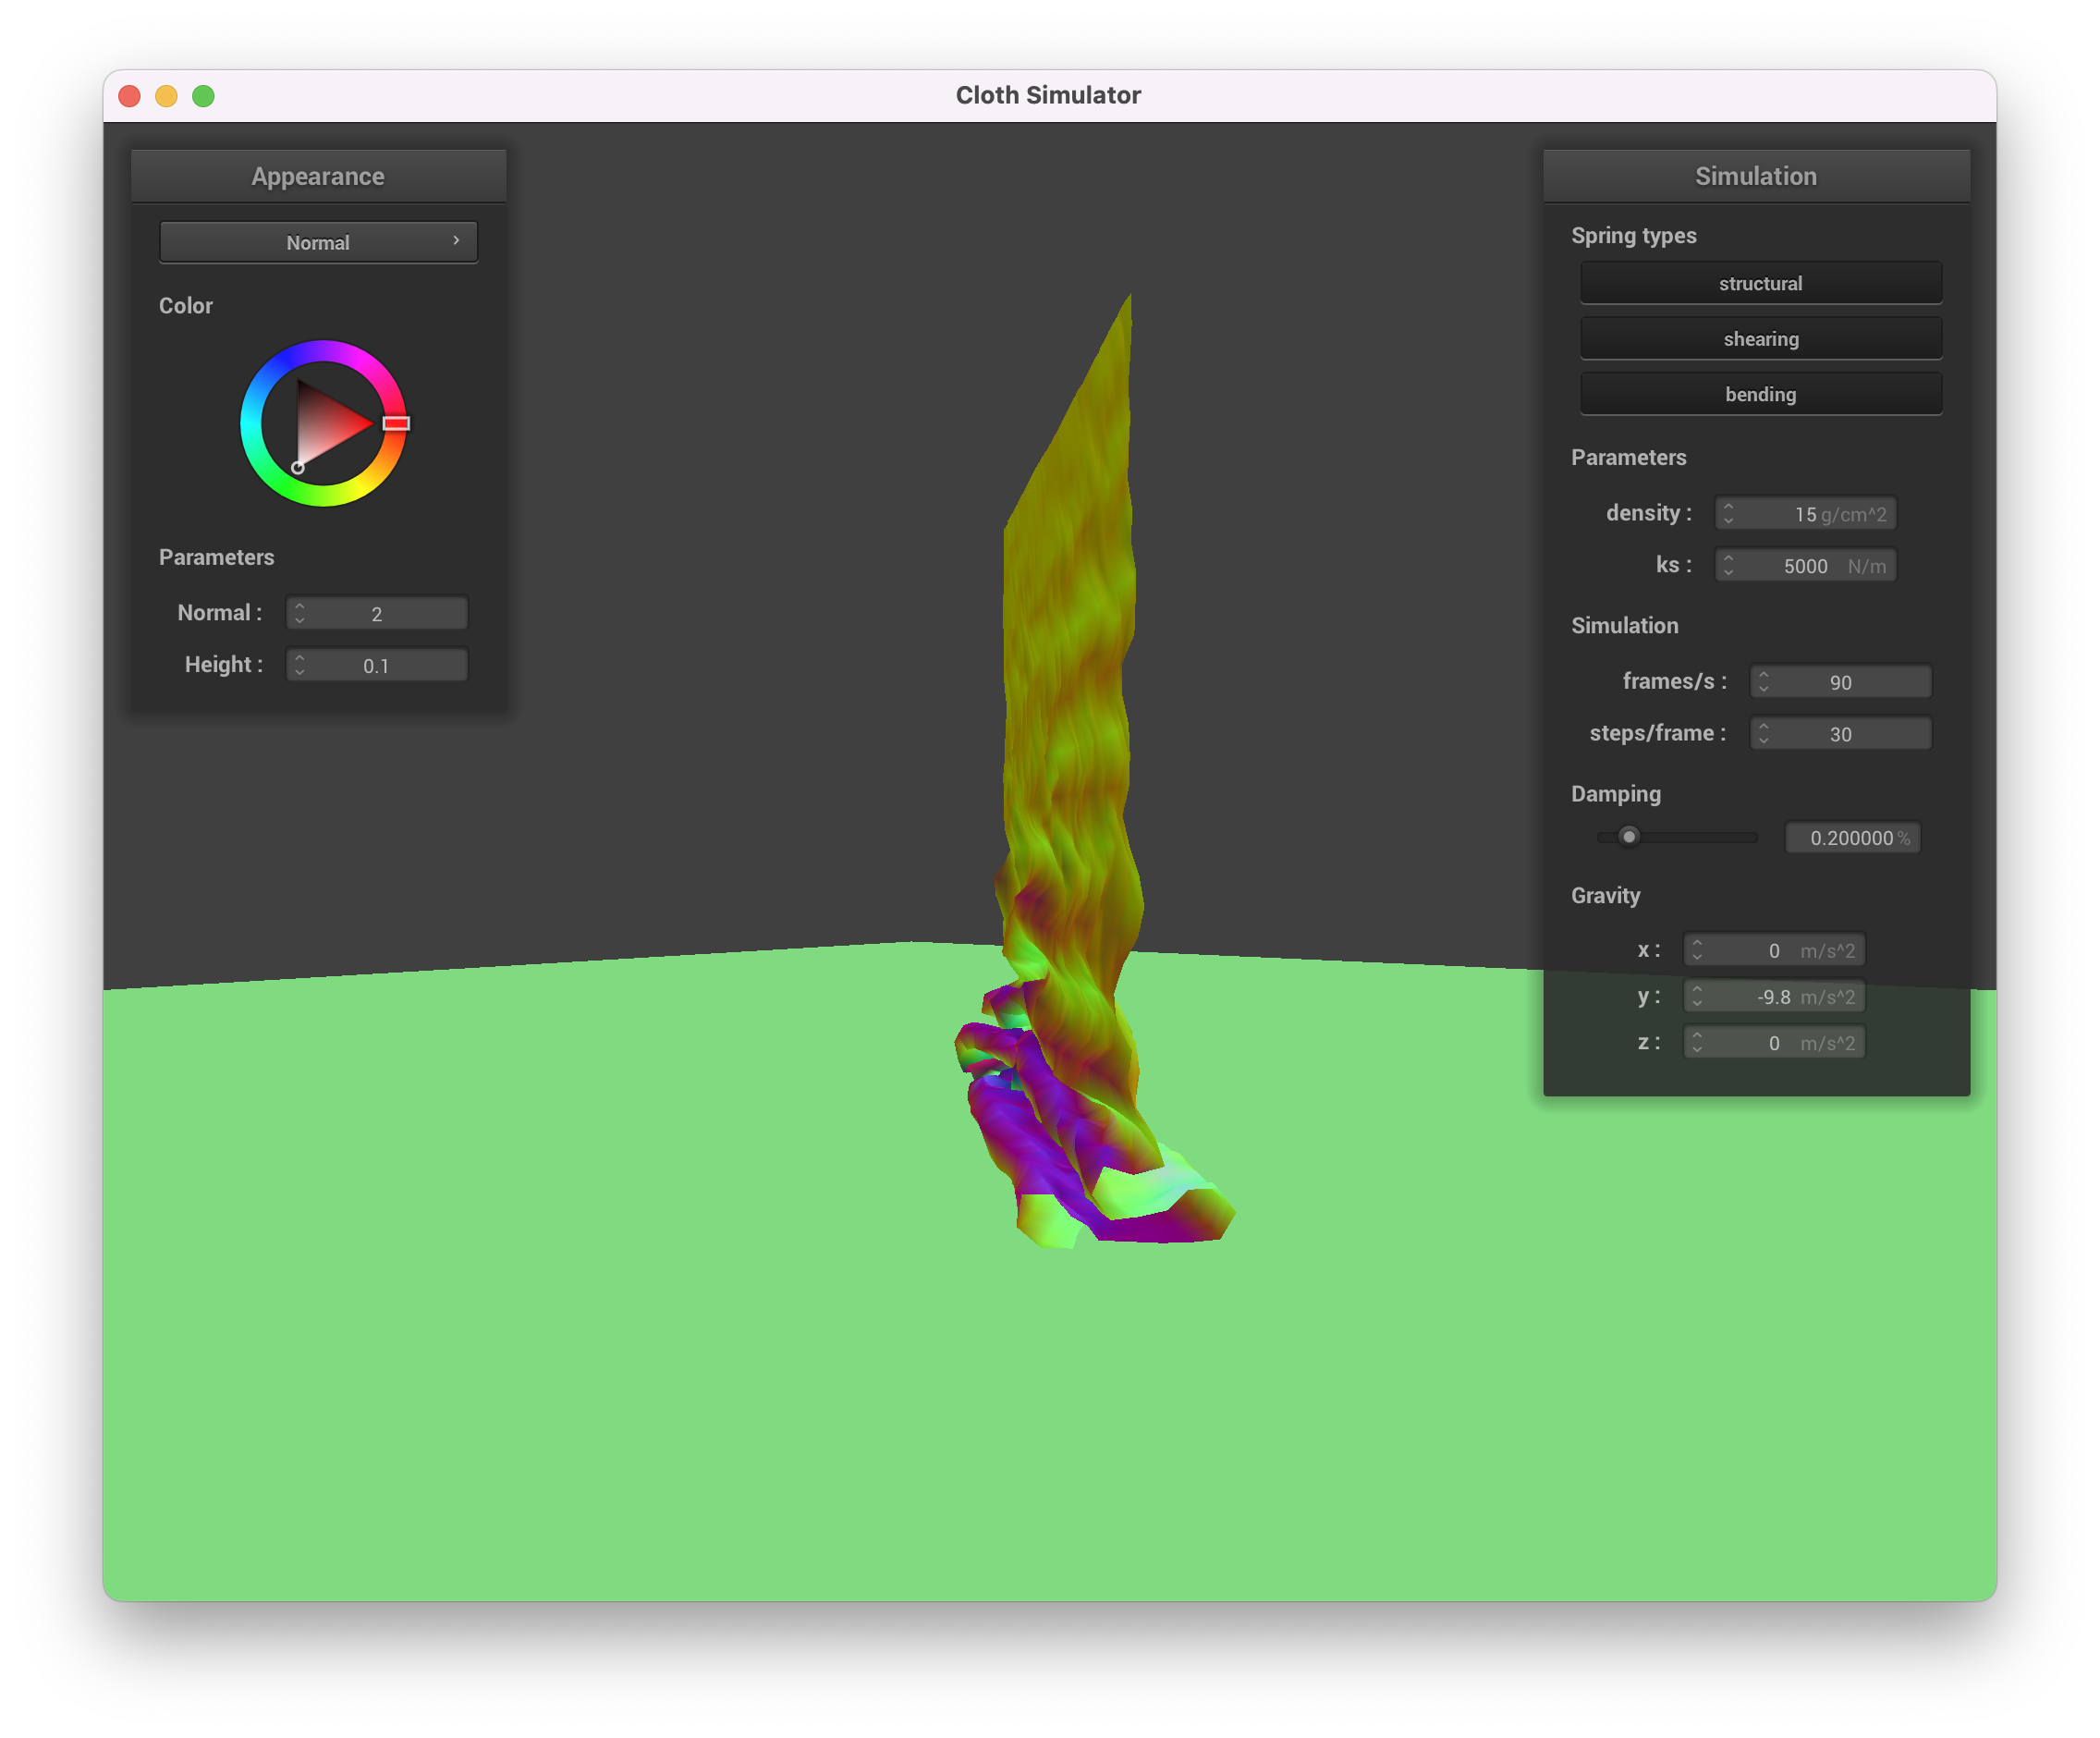 Cloth Simulator
Appearance
Normal
Color
Parameters
Normal : 2
Height : 0.1
Simulation
Spring types
structural
shearing
bending
Parameters
density : 15 g/cm^2
ks : 5000 N/m
Simulation
frames/s : 90
steps/frame : 30
Damping
0.200000 %
Gravity
x : 0 m/s^2
y : -9.8 m/s^2
z : 0 m/s^2